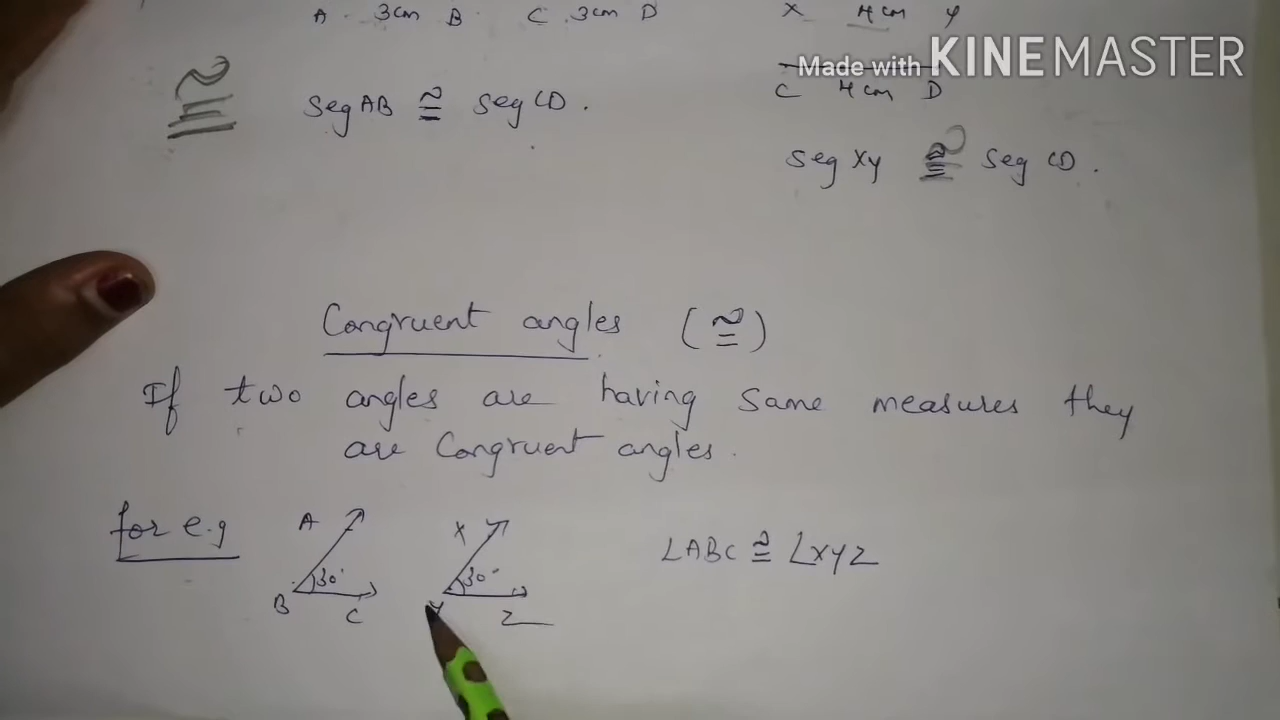 A 3cm B C 3cm D X 4cm Y
Made with KINEMASTER
C 4cm D
≅ seg AB ≅ seg CD.
seg XY ≅ seg CD.
Congruent angles (≅)
If two angles are having same measures they
are Congruent angles.
for e.g
A X
30° 30°
∠ABC ≅ ∠XYZ
B C Y Z